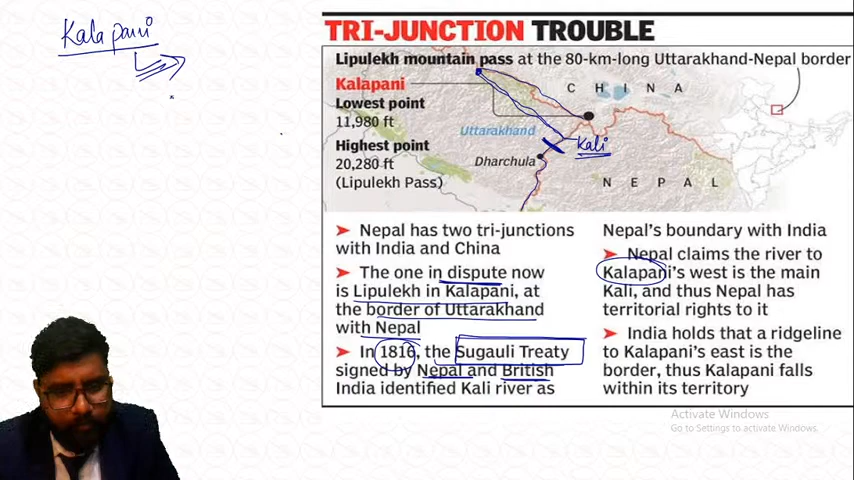 Kalapani
TRI-JUNCTION TROUBLE
Lipulekh mountain pass at the 80-km-long Uttarakhand-Nepal border
Kalapani
Lowest point
11,980 ft
Highest point
20,280 ft
(Lipulekh Pass)
CHINA
Uttarakhand
Kali
Dharchula
NEPAL
➤ Nepal has two tri-junctions
with India and China
➤ The one in dispute now
is Lipulekh in Kalapani, at
the border of Uttarakhand
with Nepal
➤ In 1816, the Sugauli Treaty
signed by Nepal and British
India identified Kali river as
Nepal's boundary with India
➤ Nepal claims the river to
Kalapani's west is the main
Kali, and thus Nepal has
territorial rights to it
➤ India holds that a ridgeline
to Kalapani's east is the
border, thus Kalapani falls
within its territory
Activate Windows
Go to Settings to activate Windows.